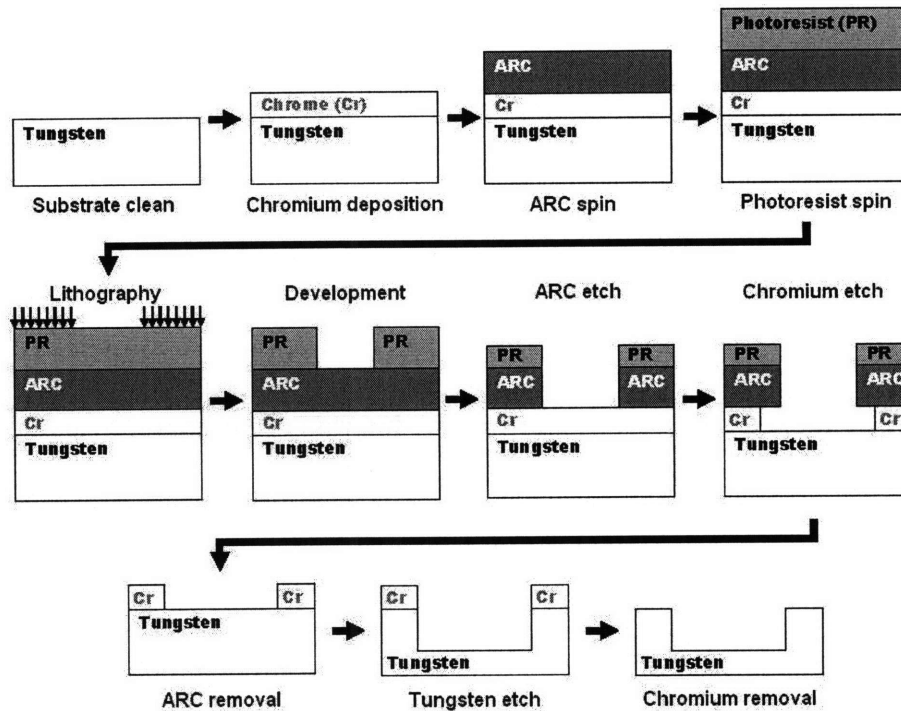 Tungsten
Substrate clean
Chrome (Cr)
Tungsten
Chromium deposition
ARC
Cr
Tungsten
ARC spin
Photoresist (PR)
ARC
Cr
Tungsten
Photoresist spin
Lithography
PR
ARC
Cr
Tungsten
Development
PR PR
ARC
Cr
Tungsten
ARC etch
PR PR
ARC ARC
Cr
Tungsten
Chromium etch
PR PR
ARC ARC
Cr Cr
Tungsten
Cr Cr
Tungsten
ARC removal
Cr Cr
Tungsten
Tungsten etch
Tungsten
Chromium removal